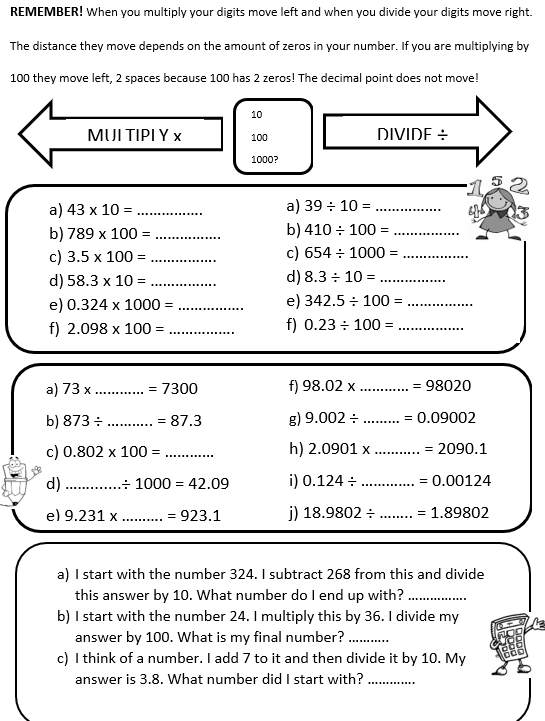 REMEMBER! When you multiply your digits move left and when you divide your digits move right.
The distance they move depends on the amount of zeros in your number. If you are multiplying by
100 they move left, 2 spaces because 100 has 2 zeros! The decimal point does not move!
MULTIPLY x
10
100
1000?
DIVIDE ÷
1 5 2
4 3
a) 43 x 10 = ...............
b) 789 x 100 = ...............
c) 3.5 x 100 = ...............
d) 58.3 x 10 = ...............
e) 0.324 x 1000 = ...............
f) 2.098 x 100 = ...............
a) 39 ÷ 10 = ...............
b) 410 ÷ 100 = ...............
c) 654 ÷ 1000 = ...............
d) 8.3 ÷ 10 = ...............
e) 342.5 ÷ 100 = ...............
f) 0.23 ÷ 100 = ...............
a) 73 x ............ = 7300
b) 873 ÷ ........... = 87.3
c) 0.802 x 100 = ............
d) .............÷ 1000 = 42.09
e) 9.231 x .......... = 923.1
f) 98.02 x ............ = 98020
g) 9.002 ÷ ......... = 0.09002
h) 2.0901 x ........... = 2090.1
i) 0.124 ÷ ............. = 0.00124
j) 18.9802 ÷ ........ = 1.89802
a) I start with the number 324. I subtract 268 from this and divide
this answer by 10. What number do I end up with? .................
b) I start with the number 24. I multiply this by 36. I divide my
answer by 100. What is my final number? ...........
c) I think of a number. I add 7 to it and then divide it by 10. My
answer is 3.8. What number did I start with? .............